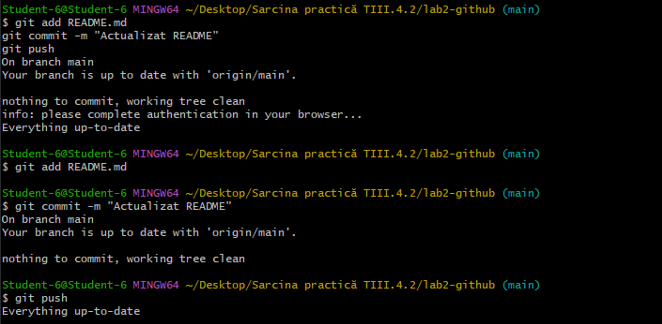 Student-6@Student-6 MINGW64 ~/Desktop/Sarcina practică TIII.4.2/lab2-github (main)
$ git add README.md
git commit -m "Actualizat README"
git push
On branch main
Your branch is up to date with 'origin/main'.
nothing to commit, working tree clean
info: please complete authentication in your browser...
Everything up-to-date
Student-6@Student-6 MINGW64 ~/Desktop/Sarcina practică TIII.4.2/lab2-github (main)
$ git add README.md
Student-6@Student-6 MINGW64 ~/Desktop/Sarcina practică TIII.4.2/lab2-github (main)
$ git commit -m "Actualizat README"
On branch main
Your branch is up to date with 'origin/main'.
nothing to commit, working tree clean
Student-6@Student-6 MINGW64 ~/Desktop/Sarcina practică TIII.4.2/lab2-github (main)
$ git push
Everything up-to-date